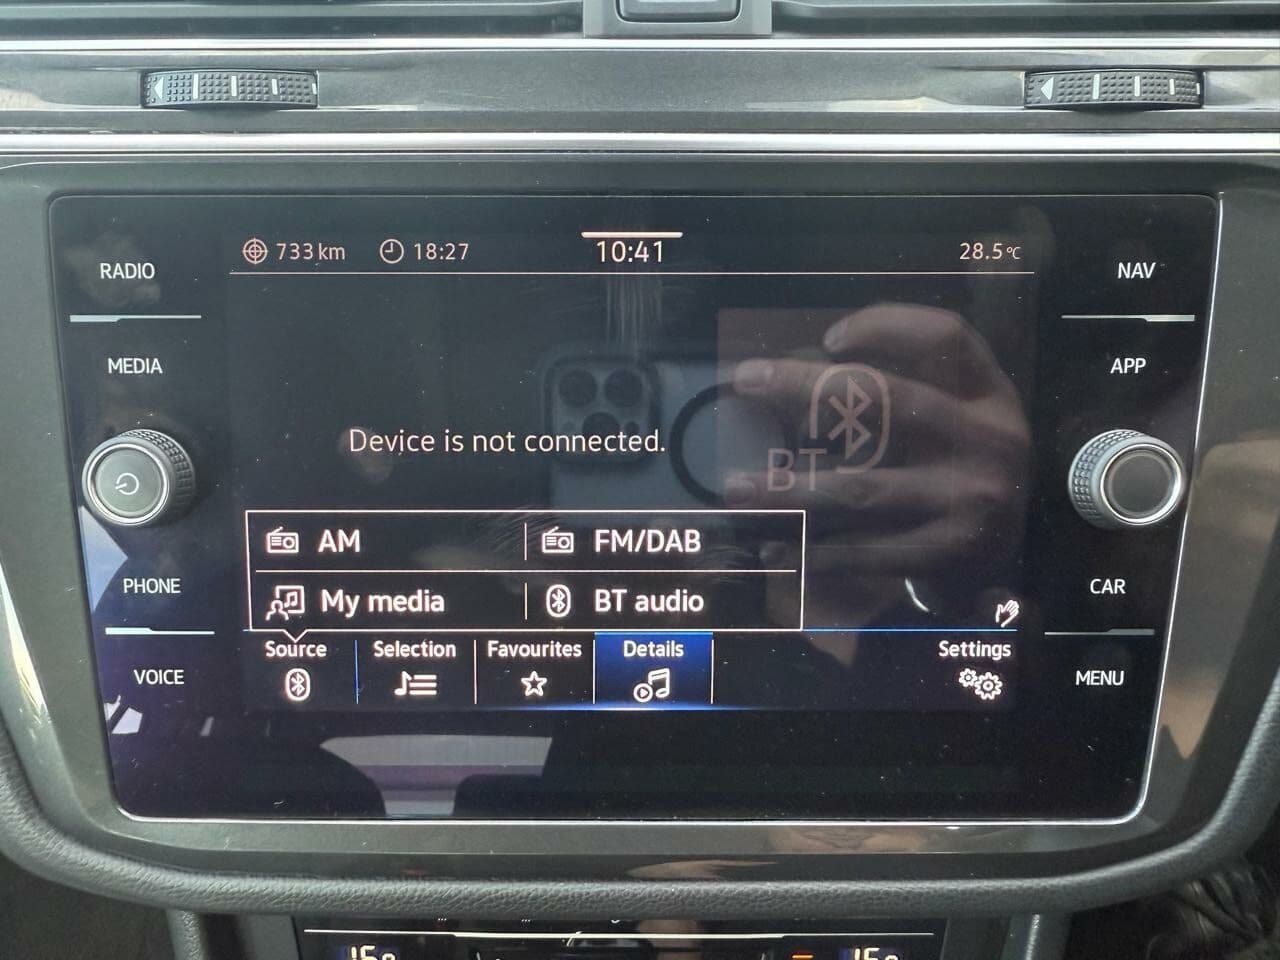 733 km 18:27 10:41 28.5 °C
RADIO
NAV
MEDIA
APP
Device is not connected.
BT
AM FM/DAB
PHONE
CAR
My media BT audio
Source Selection Favourites Details Settings
VOICE
MENU